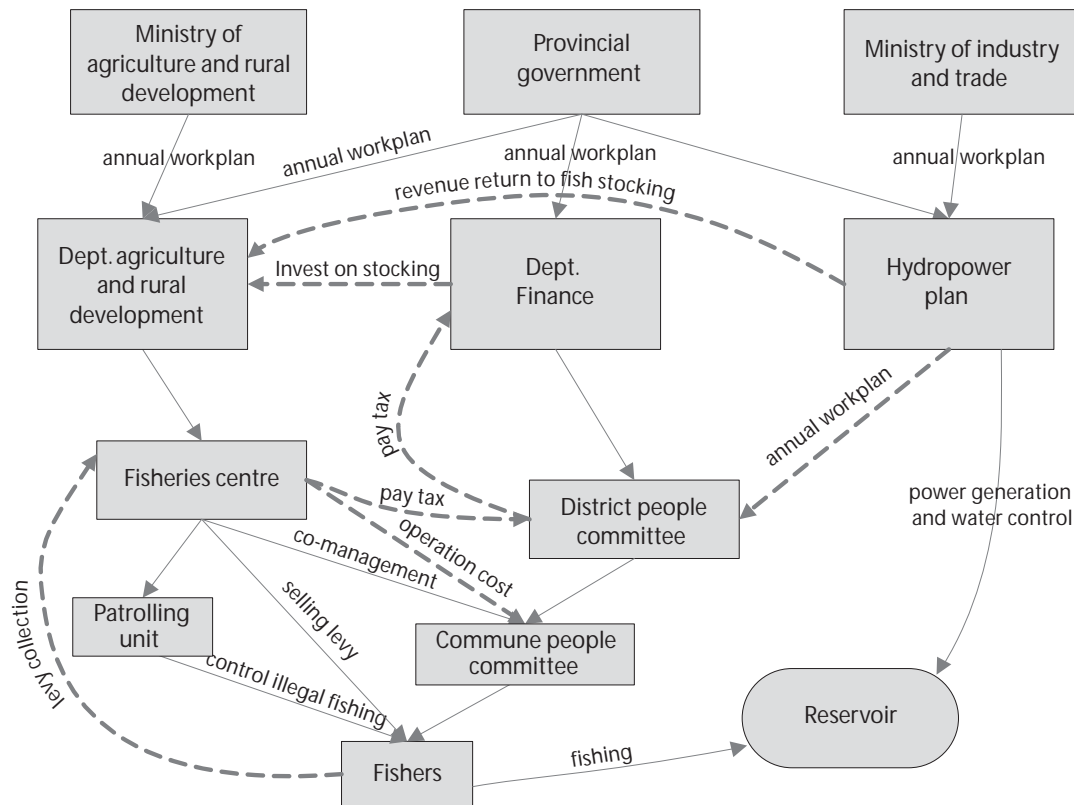 Ministry of
agriculture and rural
development
Provincial
government
Ministry of industry
and trade
annual workplan
annual workplan
annual workplan
annual workplan
revenue return to fish stocking
Dept. agriculture
and rural
development
Invest on stocking
Dept.
Finance
Hydropower
plan
pay tax
annual workplan
Fisheries centre
pay tax
District people
committee
power generation
and water control
operation cost
co-management
selling levy
levy collection
Patrolling
unit
Commune people
committee
control illegal fishing
Reservoir
Fishers
fishing